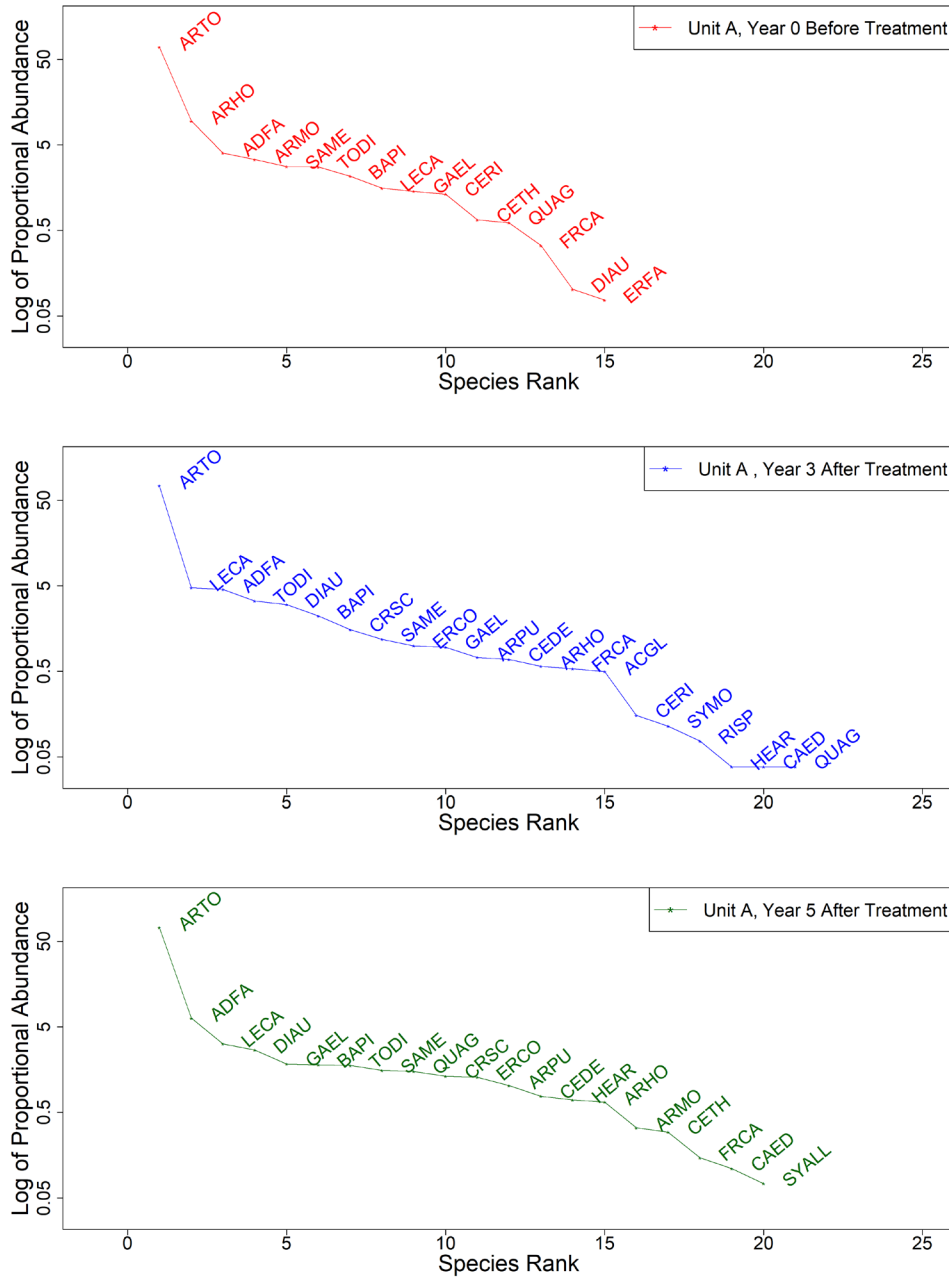 Unit A, Year 0 Before Treatment
Log of Proportional Abundance
50
5
0.5
0.05
ARTO
ARHO
ADFA
ARMO
SAME
TODI
BAPI
LECA
GAEL
CERI
CETH
QUAG
FRCA
DIAU
ERFA
0 5 10 15 20 25
Species Rank
Unit A , Year 3 After Treatment
Log of Proportional Abundance
50
5
0.5
0.05
ARTO
LECA
ADFA
TODI
DIAU
BAPI
CRSC
SAME
ERCO
GAEL
ARPU
CEDE
ARHO
FRCA
ACGL
CERI
SYMO
RISP
HEAR
CAED
QUAG
0 5 10 15 20 25
Species Rank
Unit A, Year 5 After Treatment
Log of Proportional Abundance
50
5
0.5
0.05
ARTO
ADFA
LECA
DIAU
GAEL
BAPI
TODI
SAME
QUAG
CRSC
ERCO
ARPU
CEDE
HEAR
ARHO
ARMO
CETH
FRCA
CAED
SYALL
0 5 10 15 20 25
Species Rank